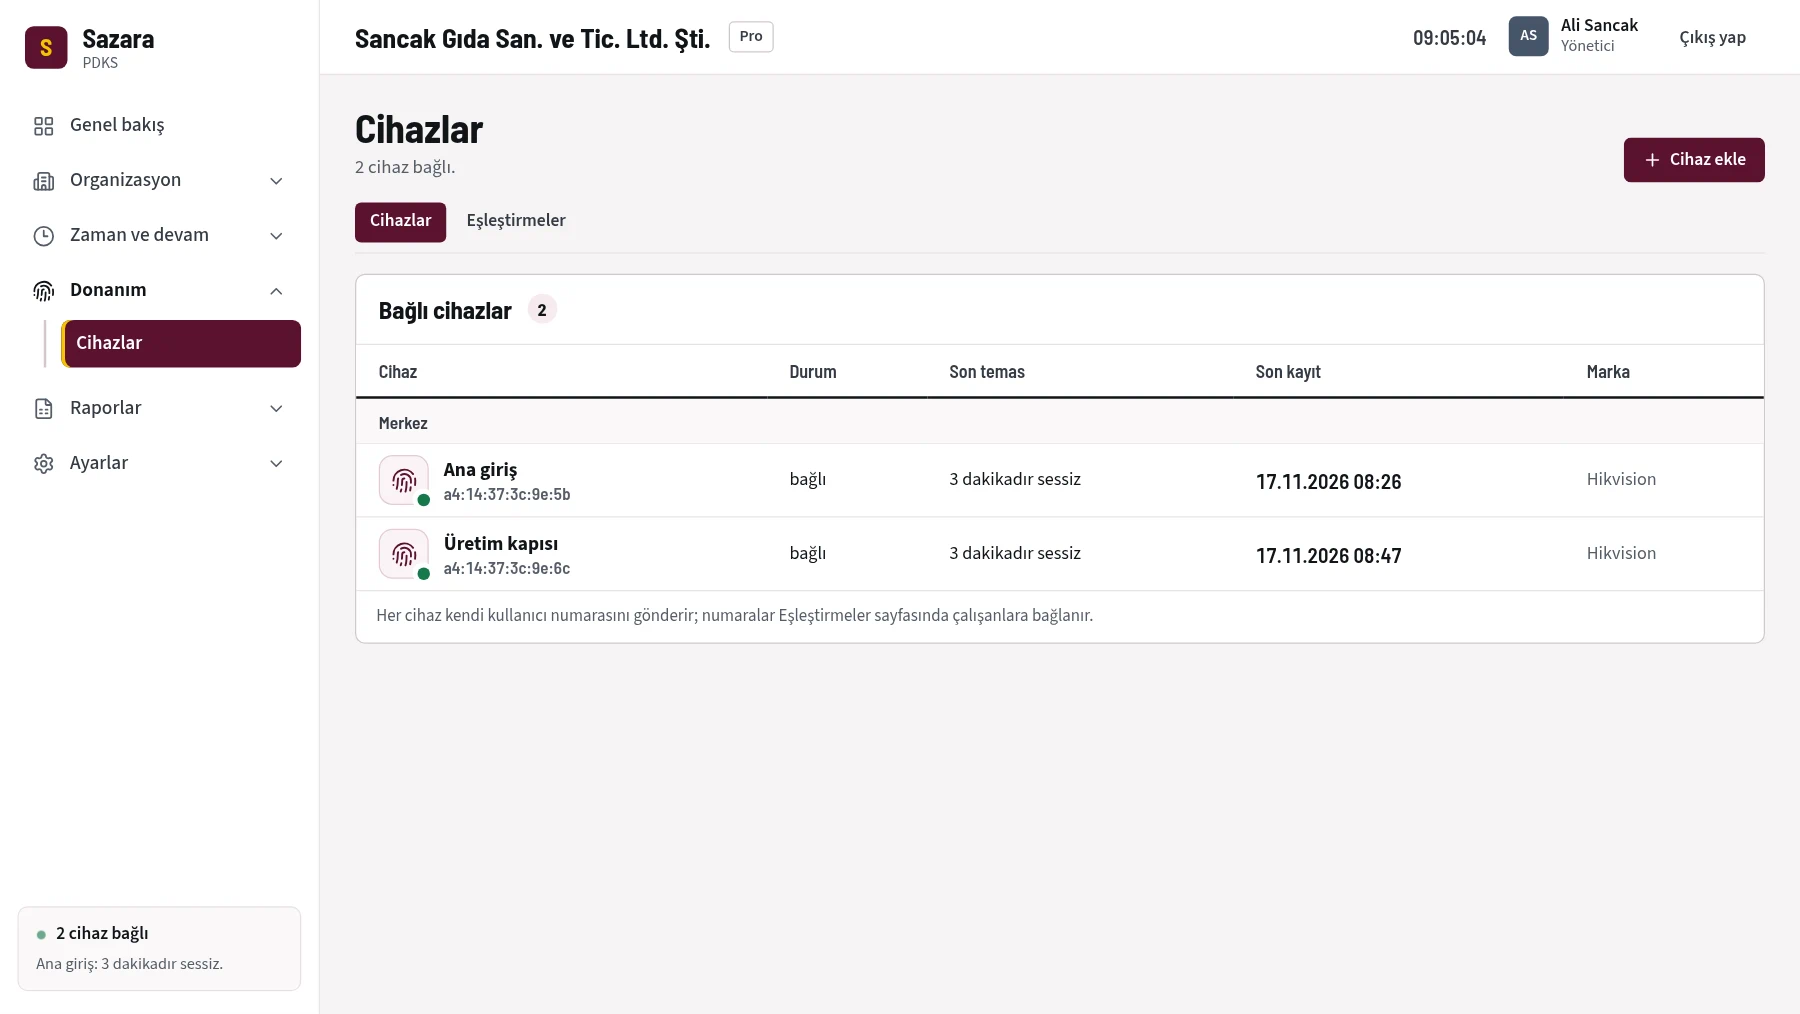 S
Sazara
PDKS
Genel bakış
Organizasyon
Zaman ve devam
Donanım
Cihazlar
Raporlar
Ayarlar
2 cihaz bağlı
Ana giriş: 3 dakikadır sessiz.
Sancak Gıda San. ve Tic. Ltd. Şti. Pro
09:05:04
AS
Ali Sancak
Yönetici
Çıkış yap
Cihazlar
2 cihaz bağlı.
+ Cihaz ekle
Cihazlar Eşleştirmeler
Bağlı cihazlar 2
Cihaz Durum Son temas Son kayıt Marka
Merkez
Ana giriş
a4:14:37:3c:9e:5b
bağlı 3 dakikadır sessiz 17.11.2026 08:26 Hikvision
Üretim kapısı
a4:14:37:3c:9e:6c
bağlı 3 dakikadır sessiz 17.11.2026 08:47 Hikvision
Her cihaz kendi kullanıcı numarasını gönderir; numaralar Eşleştirmeler sayfasında çalışanlara bağlanır.